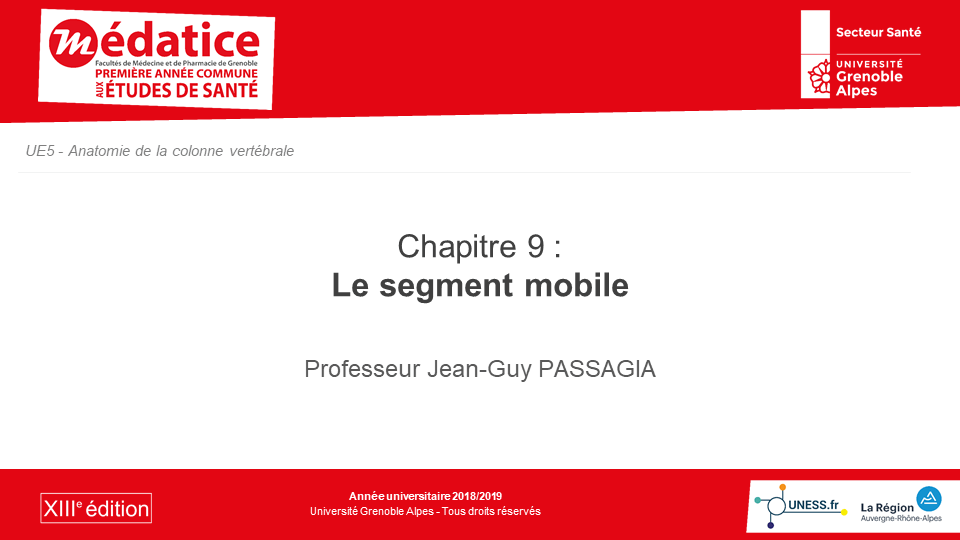 médatice
Facultés de Médecine et de Pharmacie de Grenoble
PREMIÈRE ANNÉE COMMUNE
AUX ÉTUDES DE SANTÉ
Secteur Santé
UNIVERSITÉ
Grenoble
Alpes
UE5 - Anatomie de la colonne vertébrale
Chapitre 9 :
Le segment mobile
Professeur Jean-Guy PASSAGIA
XIIIe édition
Année universitaire 2018/2019
Université Grenoble Alpes - Tous droits réservés
UNESS.fr
La Région
Auvergne-Rhône-Alpes